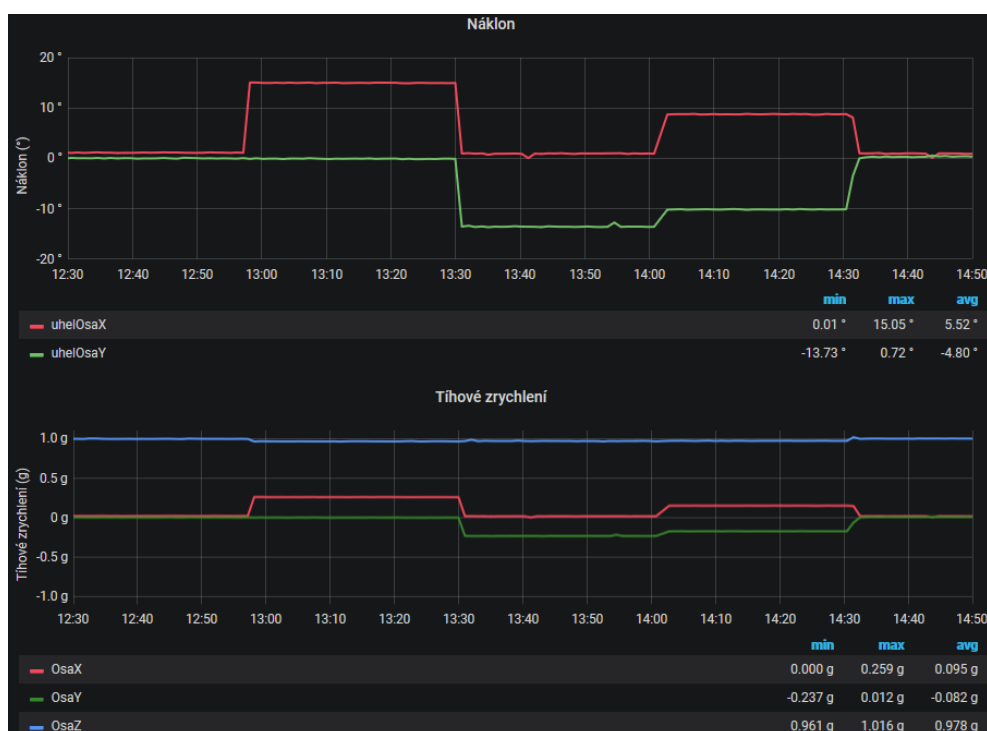 Náklon
20 °
10 °
0 °
-10 °
-20 °
Náklon (°)
12:30 12:40 12:50 13:00 13:10 13:20 13:30 13:40 13:50 14:00 14:10 14:20 14:30 14:40 14:50
min max avg
uhelOsaX 0.01 ° 15.05 ° 5.52 °
uhelOsaY -13.73 ° 0.72 ° -4.80 °
Tíhové zrychlení
1.0 g
0.5 g
0 g
-0.5 g
-1.0 g
Tíhové zrychlení (g)
12:30 12:40 12:50 13:00 13:10 13:20 13:30 13:40 13:50 14:00 14:10 14:20 14:30 14:40 14:50
min max avg
OsaX 0.000 g 0.259 g 0.095 g
OsaY -0.237 g 0.012 g -0.082 g
OsaZ 0.961 g 1.016 g 0.978 g